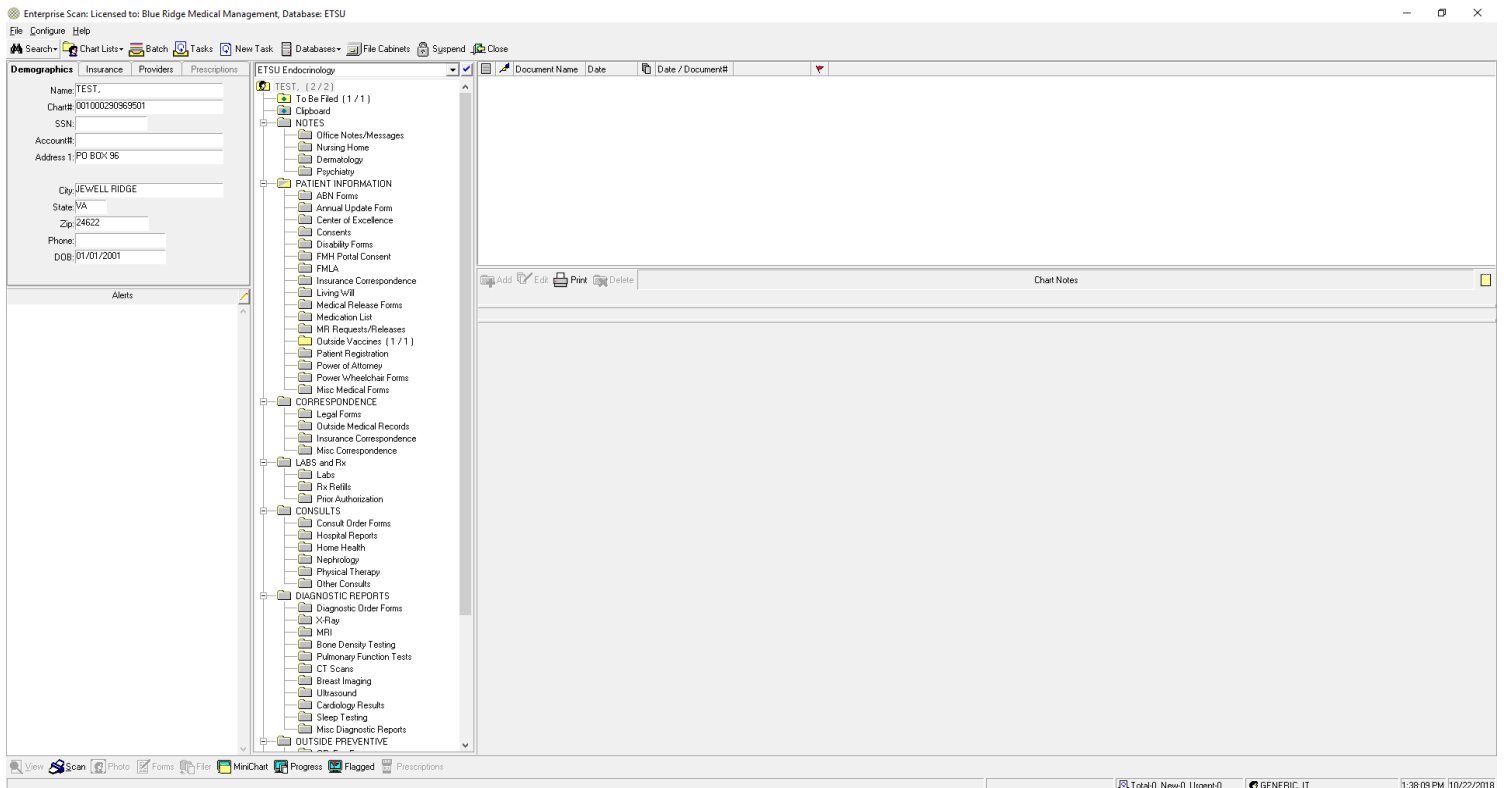 Enterprise Scan: Licensed to: Blue Ridge Medical Management, Database: ETSU
File Configure Help
Search Chart Lists Batch Tasks New Task Databases File Cabinets Suspend Close
Demographics Insurance Providers Prescriptions
Name: TEST,
Chart#: 001000290969501
SSN:
Account#:
Address 1: PO BOX 96
City: JEWELL RIDGE
State: VA
Zip: 24622
Phone:
DOB: 01/01/2001
Alerts
ETSU Endocrinology
TEST, (2/2)
To Be Filed (1/1)
Clipboard
NOTES
Office Notes/Messages
Nursing Home
Dermatology
Psychiatry
PATIENT INFORMATION
ABN Forms
Annual Update Form
Center of Excellence
Consents
Disability Forms
FMH Portal Consent
FMLA
Insurance Correspondence
Living Will
Medical Release Forms
Medication List
MR Requests/Releases
Outside Vaccines (1/1)
Patient Registration
Power of Attorney
Power Wheelchair Forms
Misc Medical Forms
CORRESPONDENCE
Legal Forms
Outside Medical Records
Insurance Correspondence
Misc Correspondence
LABS and Rx
Labs
Rx Refills
Prior Authorization
CONSULTS
Consult Order Forms
Hospital Reports
Home Health
Nephrology
Physical Therapy
Other Consults
DIAGNOSTIC REPORTS
Diagnostic Order Forms
X-Ray
MRI
Bone Density Testing
Pulmonary Function Tests
CT Scans
Breast Imaging
Ultrasound
Cardiology Results
Sleep Testing
Misc Diagnostic Reports
OUTSIDE PREVENTIVE
Document Name Date Date / Document#
Add Edit Print Delete Chart Notes
View Scan Photo Forms Filer MiniChart Progress Flagged Prescriptions
Total-0 New-0 Urgent-0 GENERIC, IT 1:38:09 PM 10/22/2018